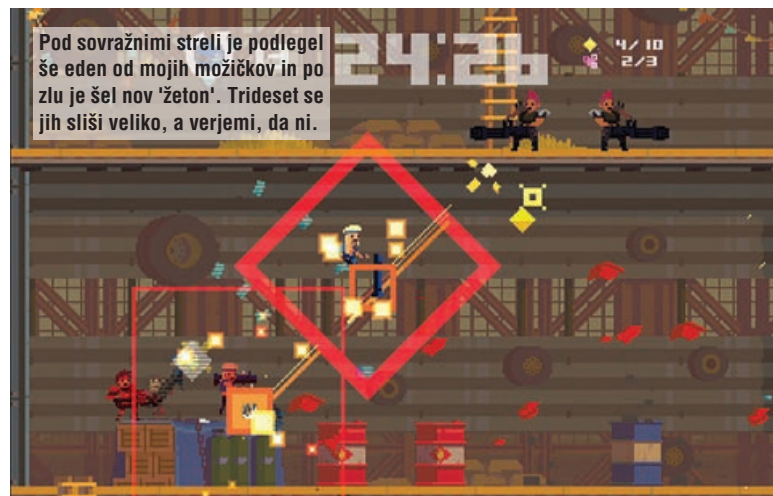 Pod sovražnimi streli je podlegel
še eden od mojih možičkov in po
zlu je šel nov 'žeton'. Trideset se
jih sliši veliko, a verjemi, da ni.
24:26
4/10
2/3